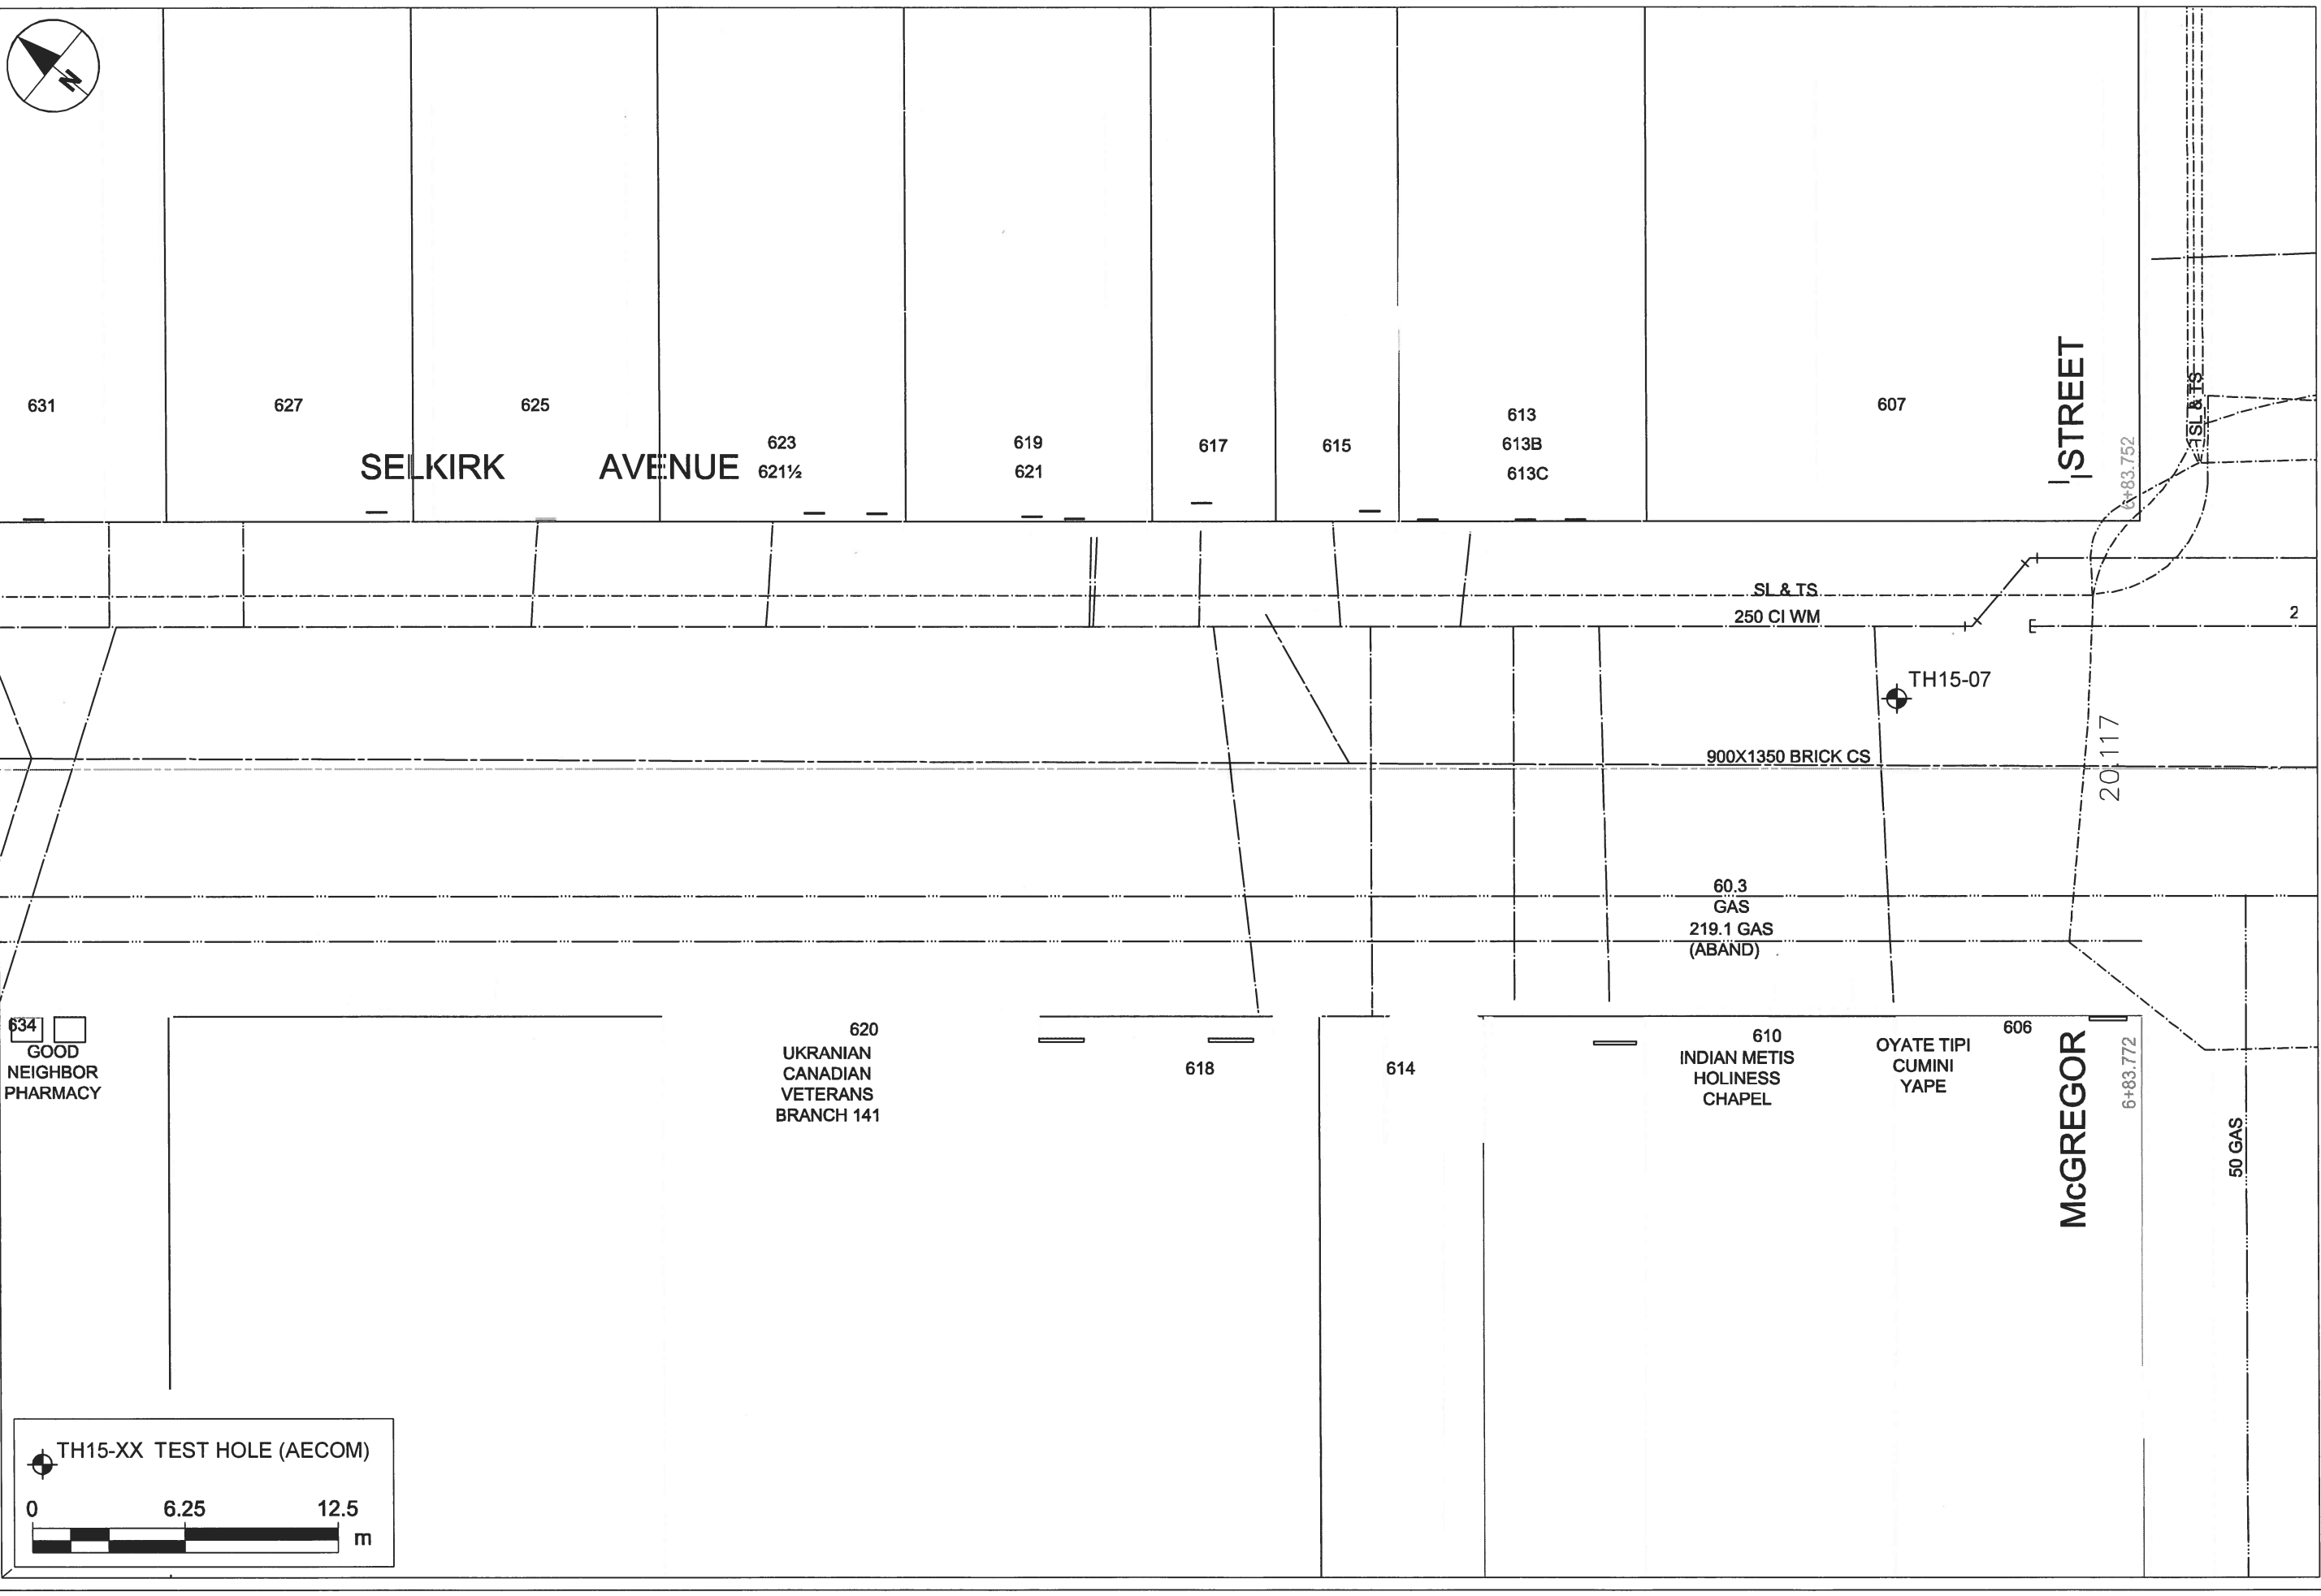 N
631
627
625
SELKIRK AVENUE
623
621½
619
621
617
615
613
613B
613C
607
STREET
6+83.752
SL & TS
SL & TS
250 CI WM
2
TH15-07
900X1350 BRICK CS
20.117
60.3
GAS
219.1 GAS
(ABAND)
634
GOOD
NEIGHBOR
PHARMACY
620
UKRANIAN
CANADIAN
VETERANS
BRANCH 141
618
614
610
INDIAN METIS
HOLINESS
CHAPEL
OYATE TIPI
CUMINI
YAPE
606
McGREGOR
6+83.772
50 GAS
TH15-XX TEST HOLE (AECOM)
0 6.25 12.5
m